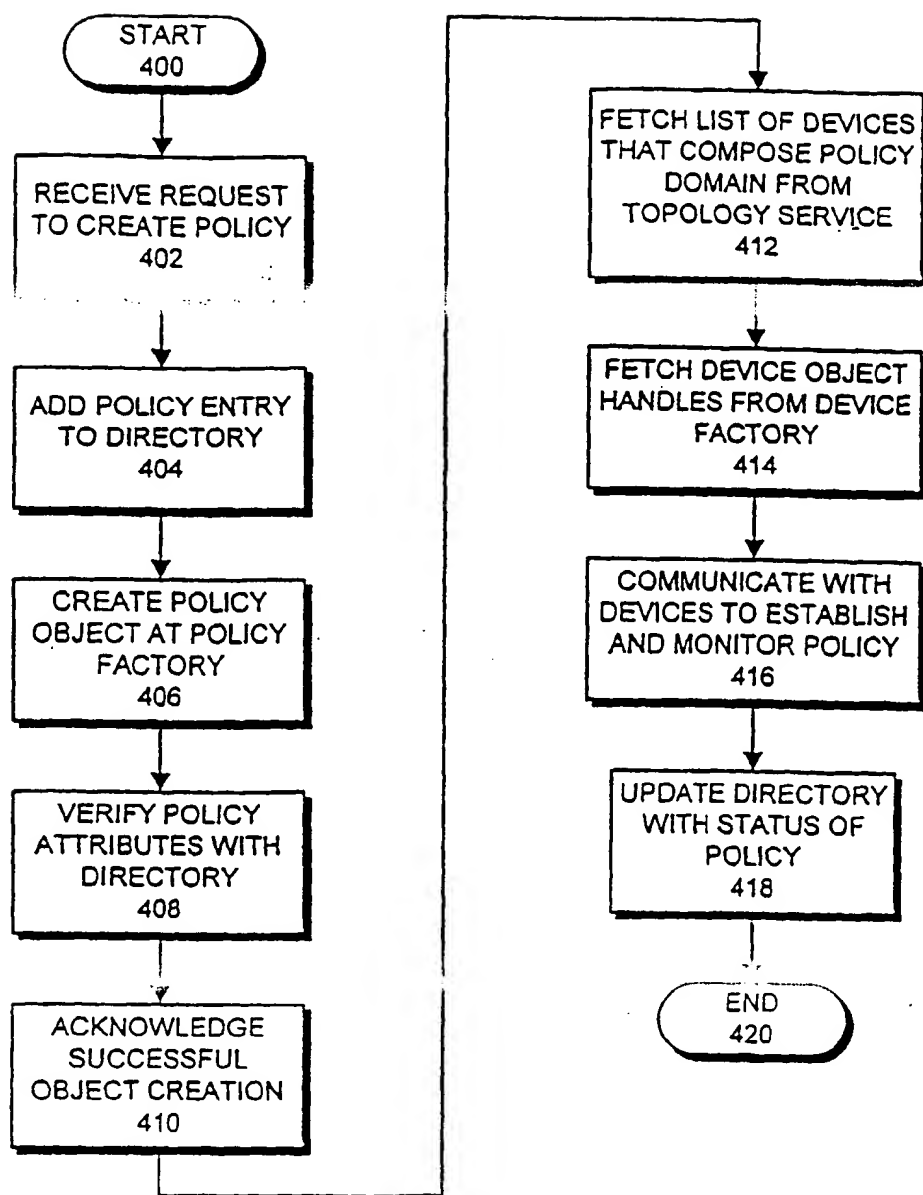 START
400
RECEIVE REQUEST
TO CREATE POLICY
402
ADD POLICY ENTRY
TO DIRECTORY
404
CREATE POLICY
OBJECT AT POLICY
FACTORY
406
VERIFY POLICY
ATTRIBUTES WITH
DIRECTORY
408
ACKNOWLEDGE
SUCCESSFUL
OBJECT CREATION
410
FETCH LIST OF DEVICES
THAT COMPOSE POLICY
DOMAIN FROM
TOPOLOGY SERVICE
412
FETCH DEVICE OBJECT
HANDLES FROM DEVICE
FACTORY
414
COMMUNICATE WITH
DEVICES TO ESTABLISH
AND MONITOR POLICY
416
UPDATE DIRECTORY
WITH STATUS OF
POLICY
418
END
420